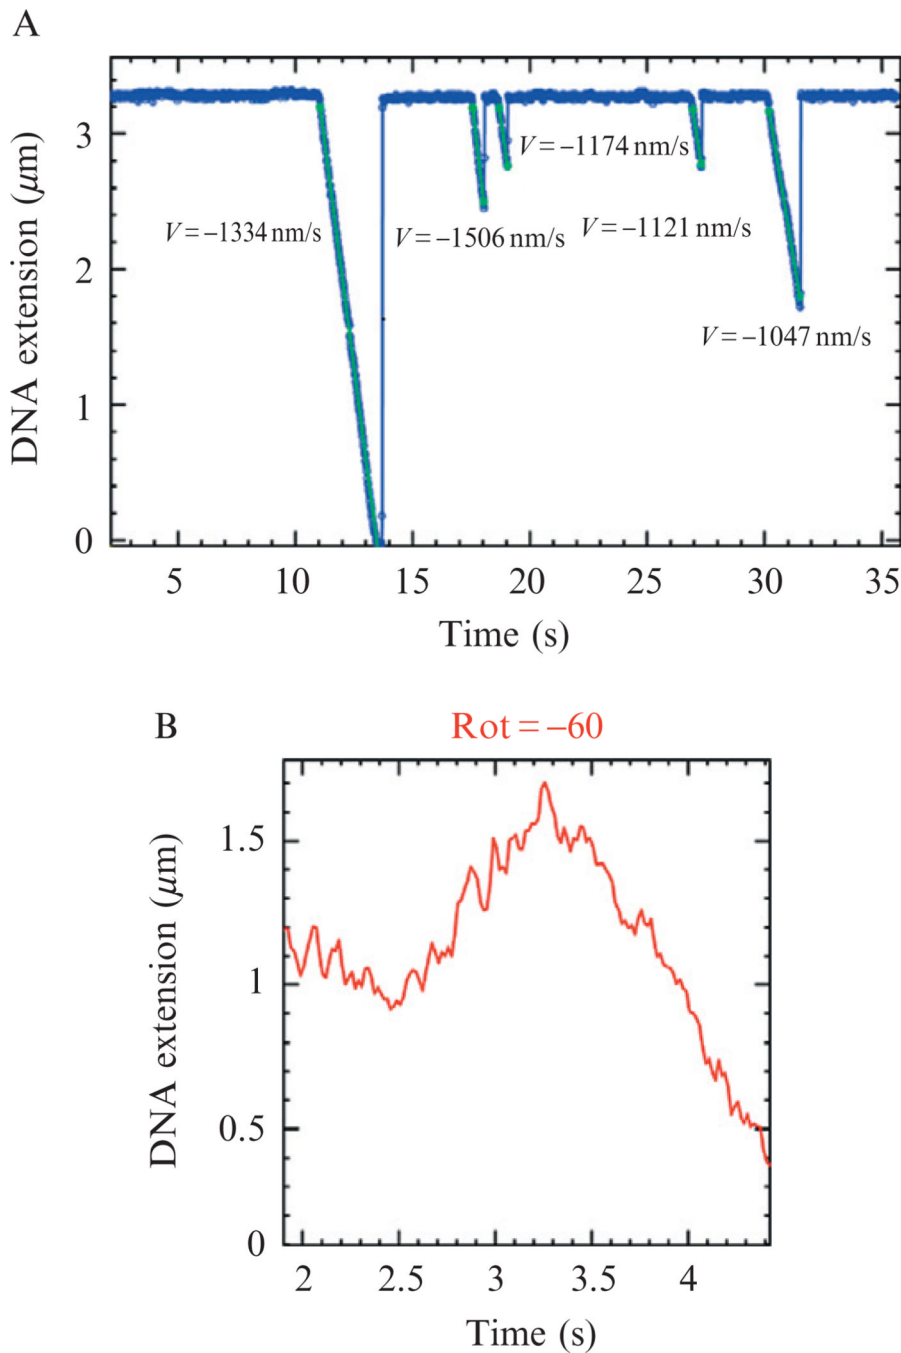 A
DNA extension (μm)
3
2
1
0
V = –1334 nm/s
V = –1506 nm/s
V = –1174 nm/s
V = –1121 nm/s
V = –1047 nm/s
5 10 15 20 25 30 35
Time (s)
B
Rot = –60
DNA extension (μm)
1.5
1
0.5
0
2 2.5 3 3.5 4
Time (s)